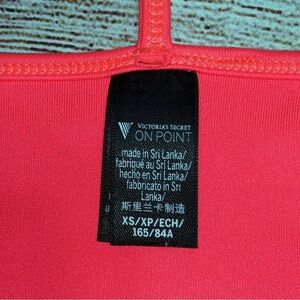 VICTORIA'S SECRET
ON POINT
made in Sri Lanka/
fabriqué au Sri Lanka/
hecho en Sri Lanka/
fabbricato in Sri
Lanka/
斯里兰卡制造
XS/XP/ECH/
165/84A